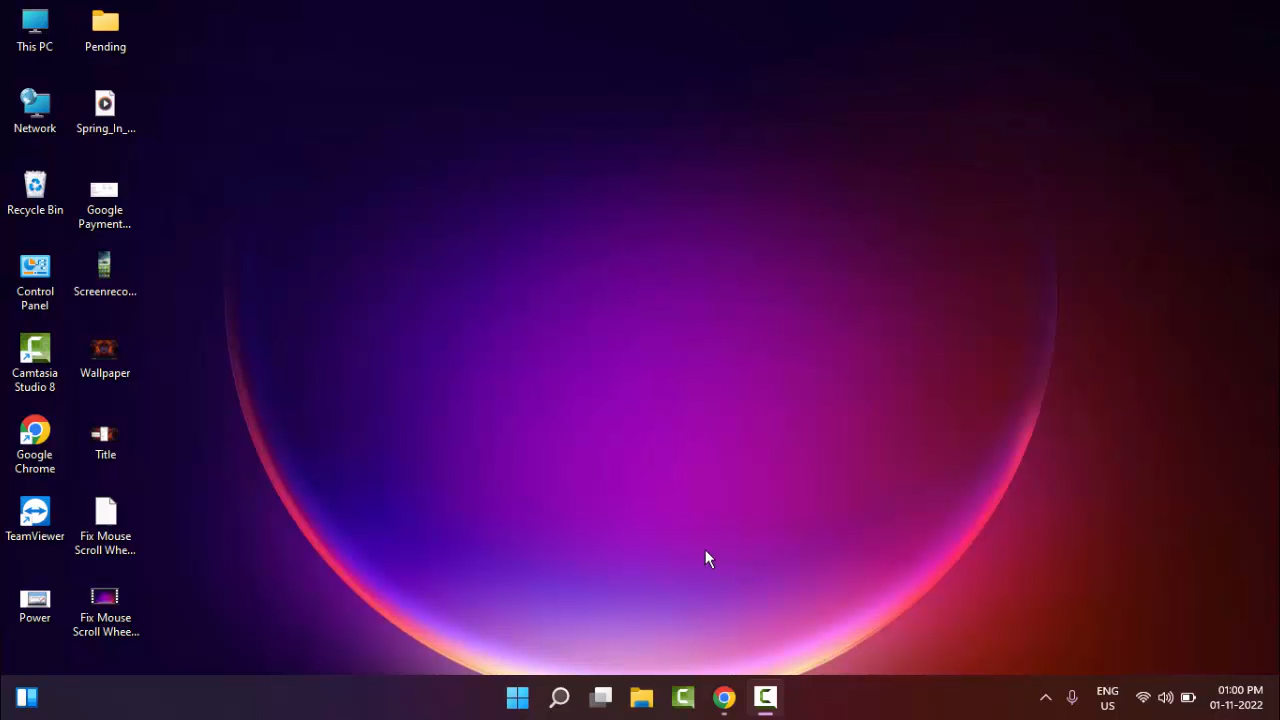 This PC
Pending
Network
Spring_In_...
Recycle Bin
Google
Payment...
Control
Panel
Screenreco...
Camtasia
Studio 8
Wallpaper
Google
Chrome
Title
TeamViewer
Fix Mouse
Scroll Whe...
Power
Fix Mouse
Scroll Whee...
ENG
US
01:00 PM
01-11-2022